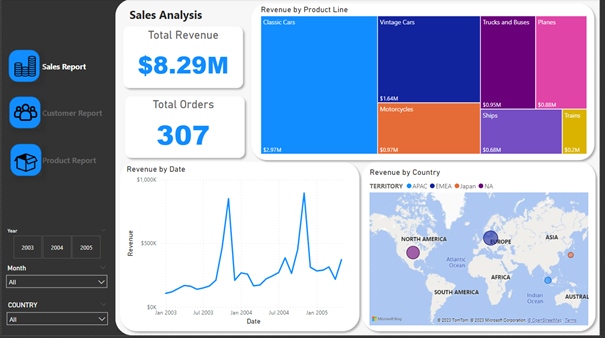 Sales Report
Customer Report
Product Report
Year
2003
2004
2005
Month
All
COUNTRY
All
Sales Analysis
Total Revenue
$8.29M
Total Orders
307
Revenue by Product Line
Classic Cars
$2.97M
Vintage Cars
$1.64M
Motorcycles
$0.97M
Trucks and Buses
$0.95M
Planes
$0.88M
Ships
$0.68M
Trains
$0.2M
Revenue by Date
Revenue
$1,000K
$500K
$0K
Jan 2003
Jul 2003
Jan 2004
Jul 2004
Jan 2005
Date
Revenue by Country
TERRITORY APAC EMEA Japan NA
NORTH AMERICA
EUROPE
ASIA
Atlantic
Ocean
AFRICA
SOUTH AMERICA
Indian
Ocean
AUSTRAL
Microsoft Bing
© 2023 TomTom, © 2023 Microsoft Corporation, © OpenStreetMap Terms